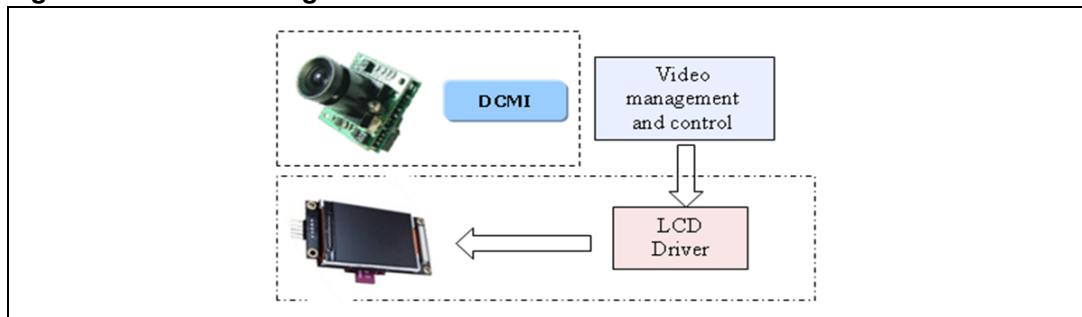 DCMI
Video
management
and control
LCD
Driver